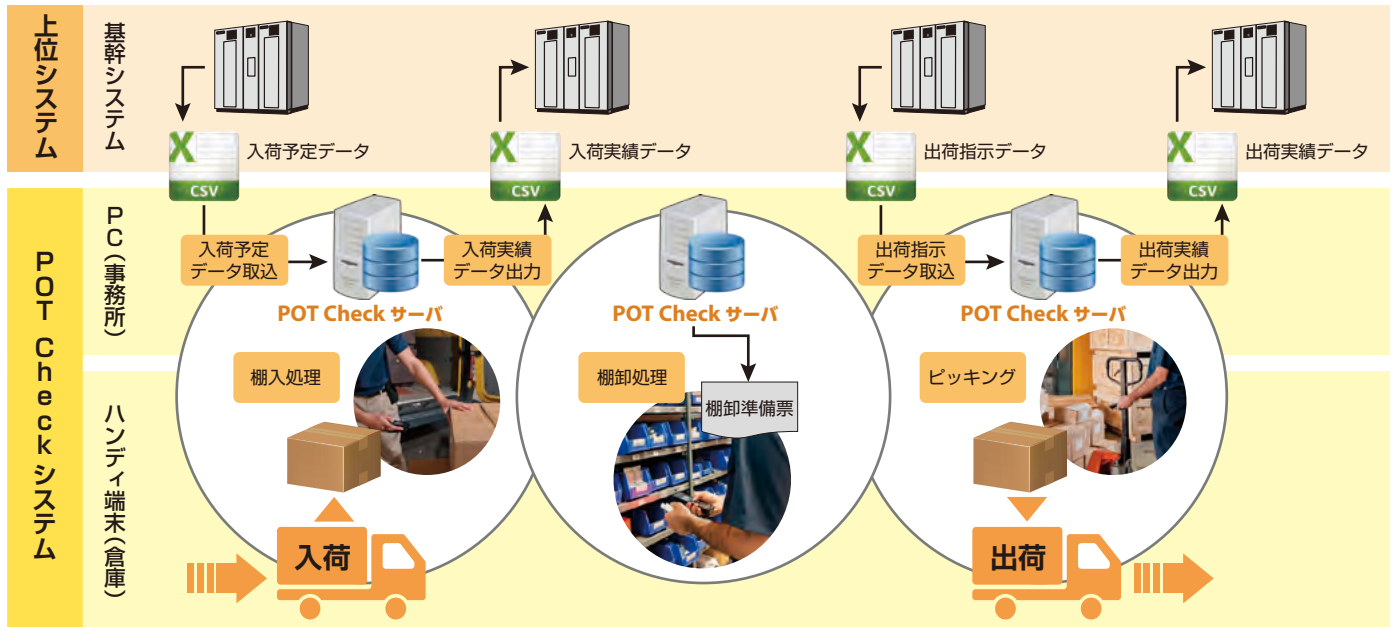 上位システム
基幹システム
入荷予定データ
入荷実績データ
出荷指示データ
出荷実績データ
X
CSV
X
CSV
X
CSV
X
CSV
POT Checkシステム
PC（事務所）
入荷予定
データ取込
入荷実績
データ出力
出荷指示
データ取込
出荷実績
データ出力
POT Check サーバ
POT Check サーバ
POT Check サーバ
ハンディ端末（倉庫）
棚入処理
棚卸処理
棚卸準備票
ピッキング
入荷
出荷